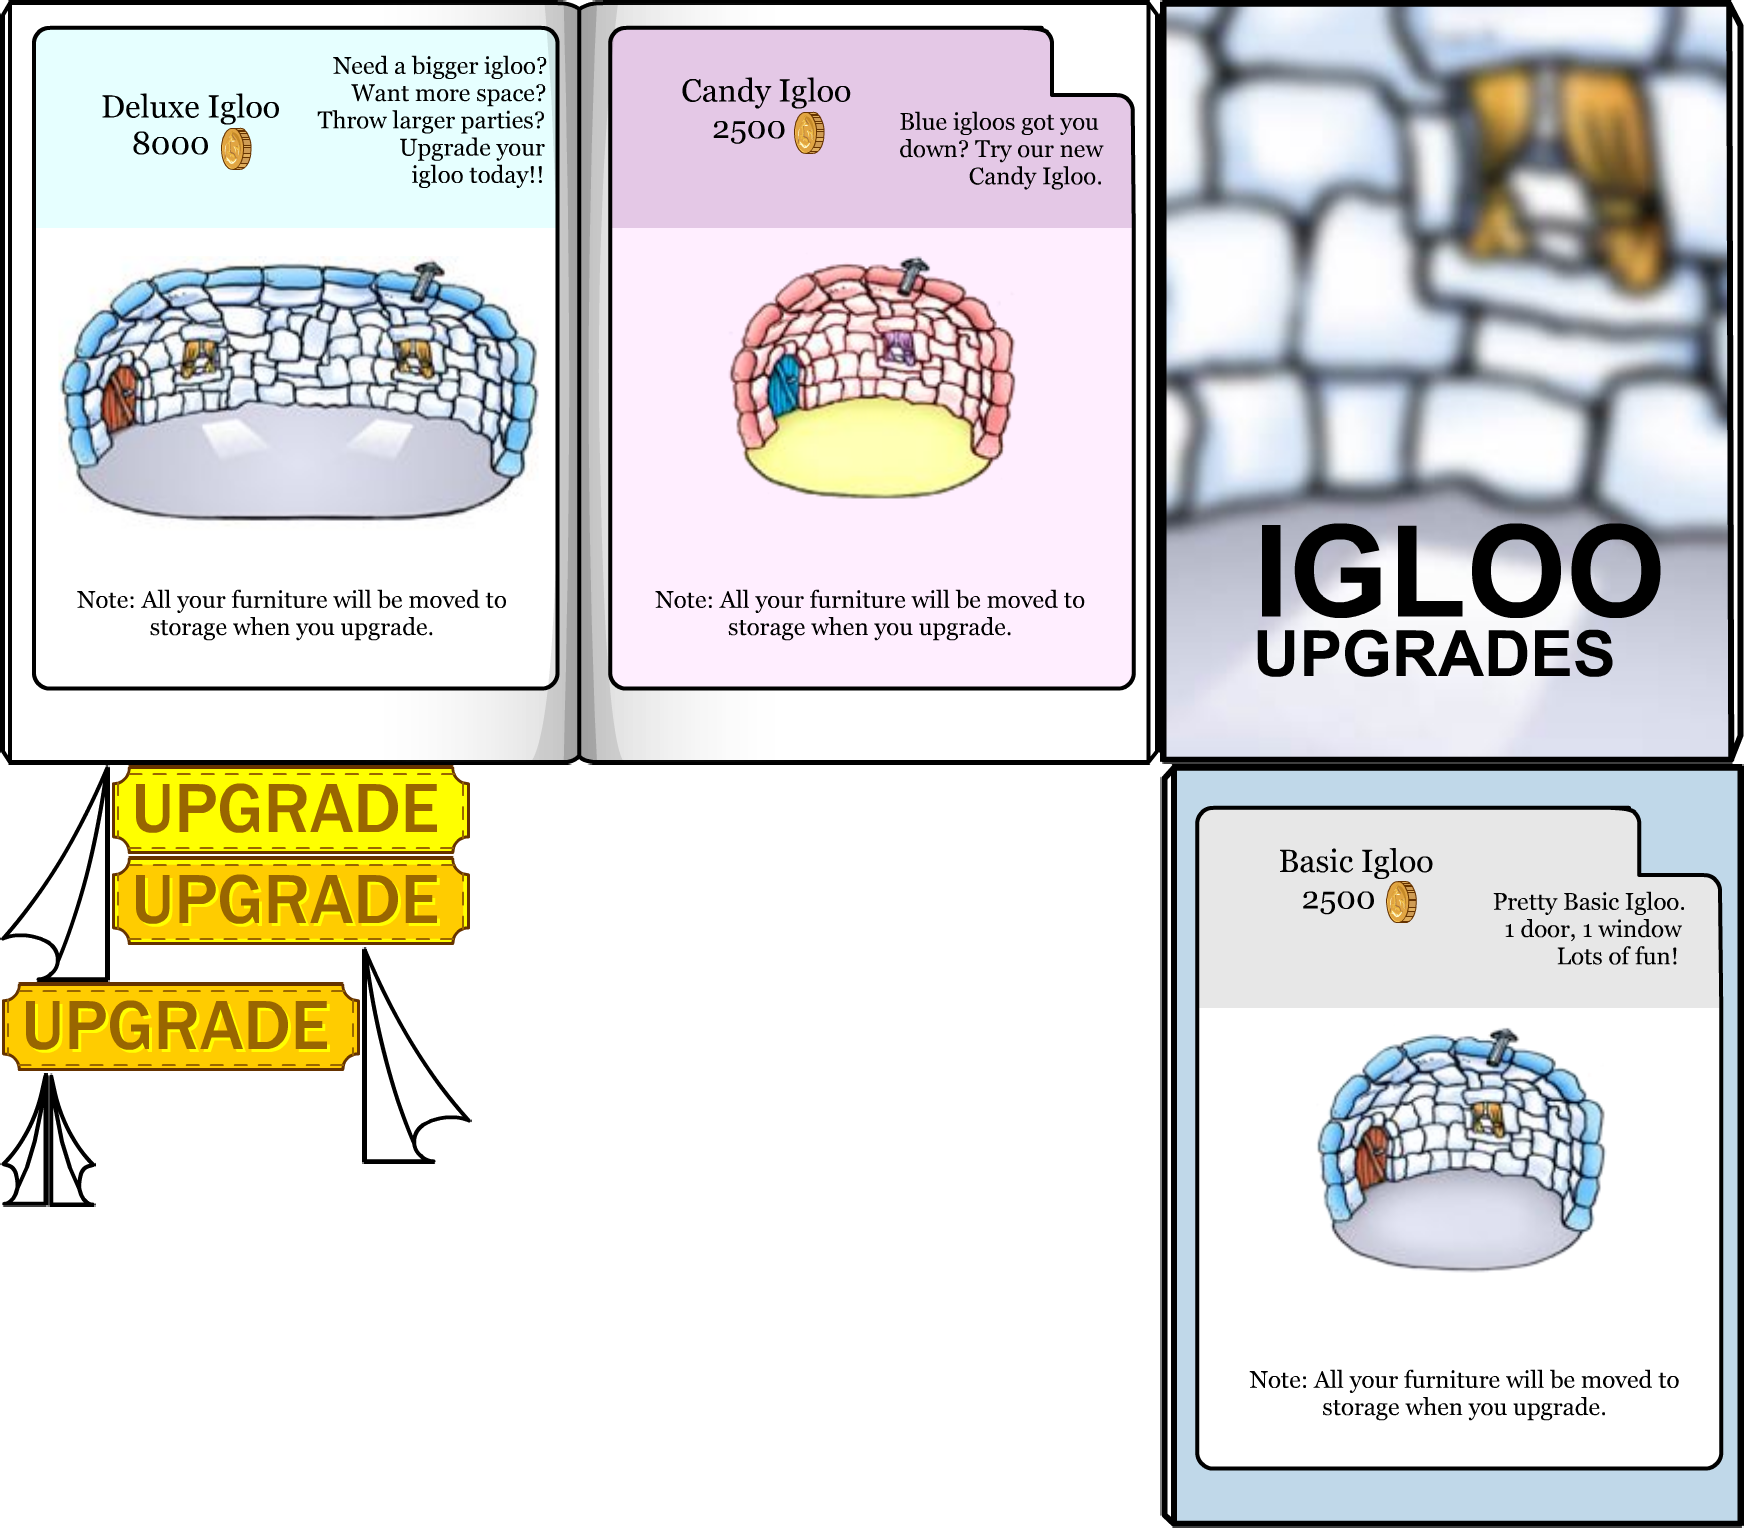 Deluxe Igloo
8000
Need a bigger igloo?
Want more space?
Throw larger parties?
Upgrade your
igloo today!!
Note: All your furniture will be moved to
storage when you upgrade.
Candy Igloo
2500
Blue igloos got you
down? Try our new
Candy Igloo.
Note: All your furniture will be moved to
storage when you upgrade.
IGLOO
UPGRADES
UPGRADE
UPGRADE
UPGRADE
Basic Igloo
2500
Pretty Basic Igloo.
1 door, 1 window
Lots of fun!
Note: All your furniture will be moved to
storage when you upgrade.